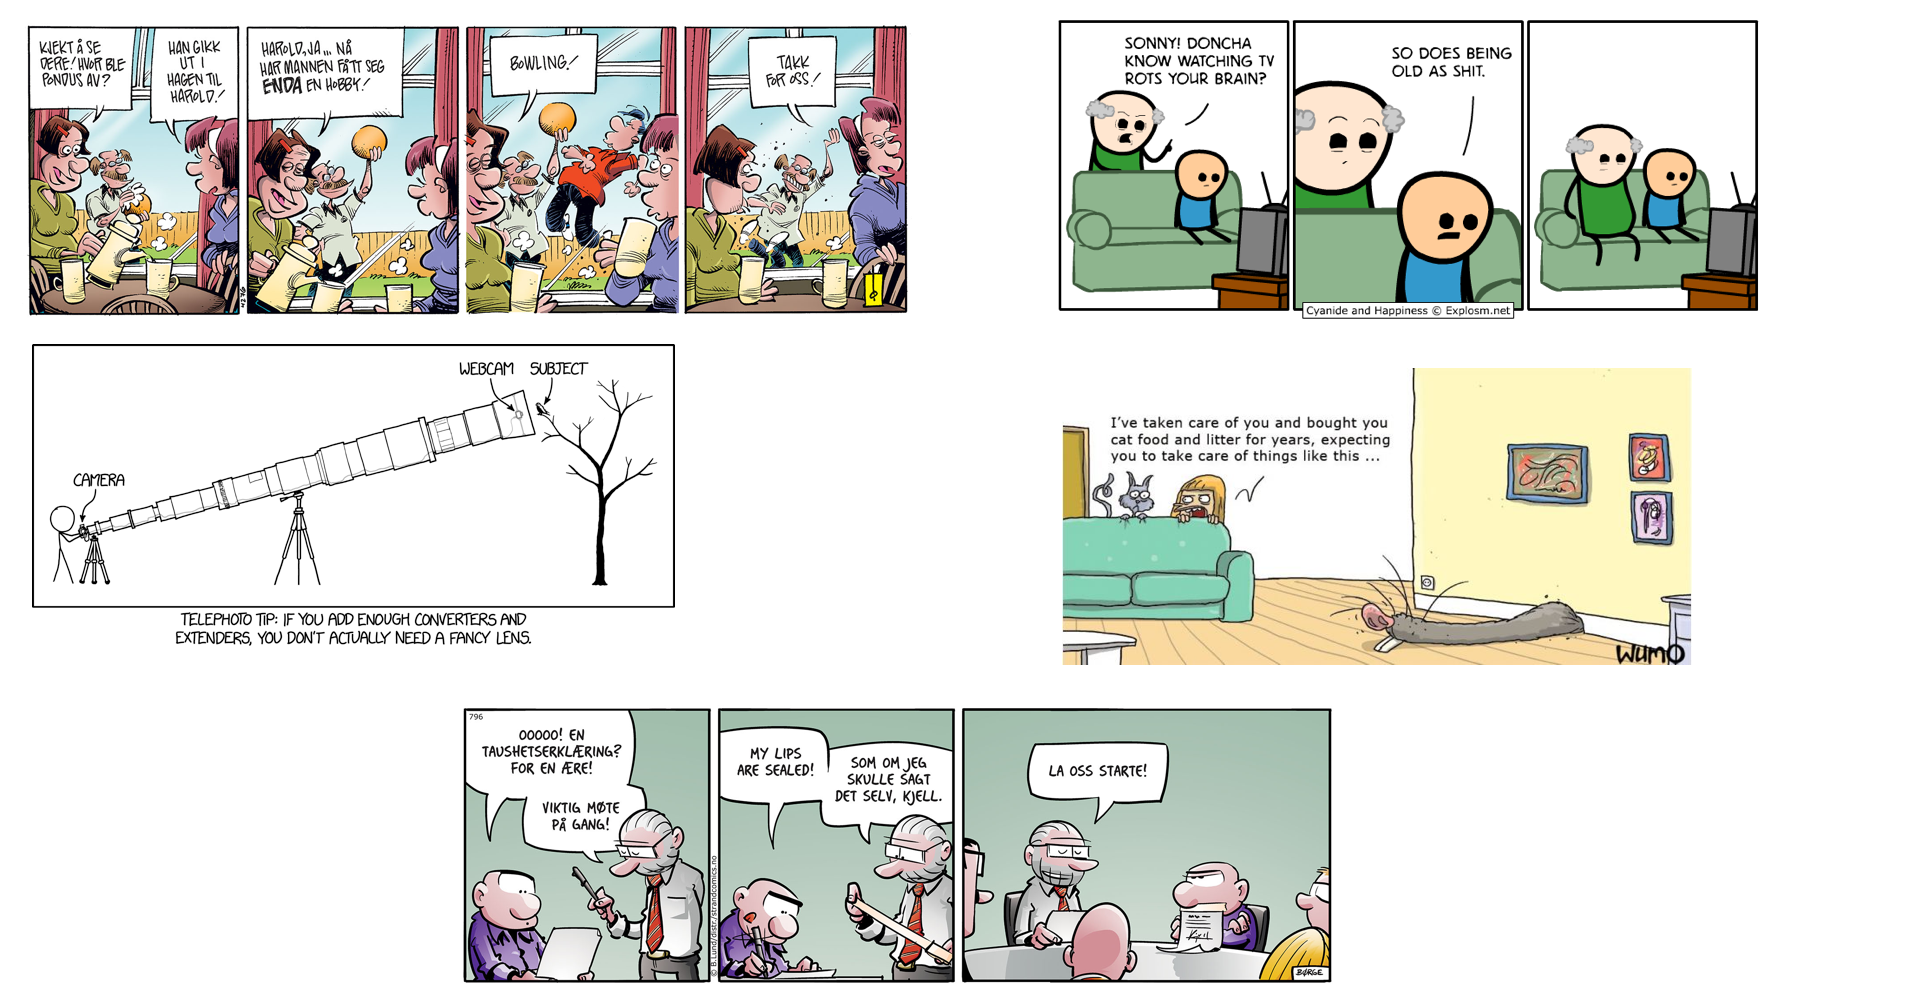 KJEKT Å SE
DERE! HVOR BLE
PONDUS AV?
HAN GIKK
UT I
HAGEN TIL
HAROLD!
HAROLD, JA... NÅ
HAR MANNEN FÅTT SEG
ENDA EN HOBBY!
BOWLING!
TAKK
FOR OSS!
SONNY! DONCHA
KNOW WATCHING TV
ROTS YOUR BRAIN?
SO DOES BEING
OLD AS SHIT.
Cyanide and Happiness © Explosm.net
WEBCAM
SUBJECT
CAMERA
TELEPHOTO TIP: IF YOU ADD ENOUGH CONVERTERS AND
EXTENDERS, YOU DON'T ACTUALLY NEED A FANCY LENS.
I've taken care of you and bought you
cat food and litter for years, expecting
you to take care of things like this ...
WUMO
796
OOOOO! EN
TAUSHETSERKLÆRING?
FOR EN ÆRE!
VIKTIG MØTE
PÅ GANG!
© B.Lund/distr./strandcomics.no
MY LIPS
ARE SEALED!
SOM OM JEG
SKULLE SAGT
DET SELV, KJELL.
LA OSS STARTE!
Kjell
BØRGE